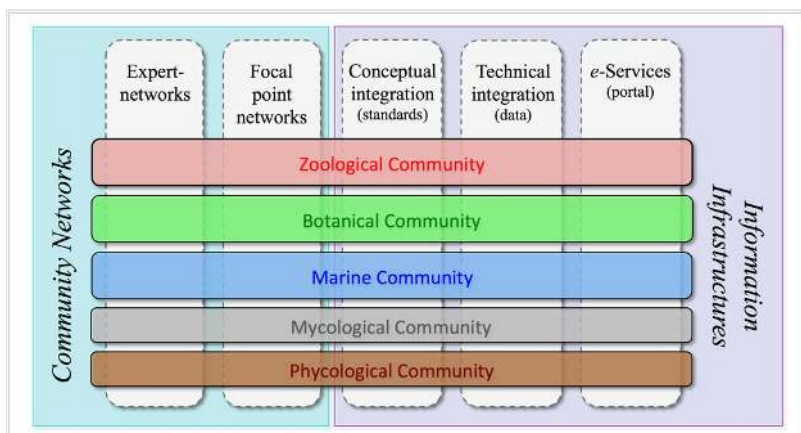 Expert-
networks
Focal
point
networks
Conceptual
integration
(standards)
Technical
integration
(data)
e-Services
(portal)
Community Networks
Zoological Community
Botanical Community
Marine Community
Mycological Community
Phycological Community
Information
Infrastructures